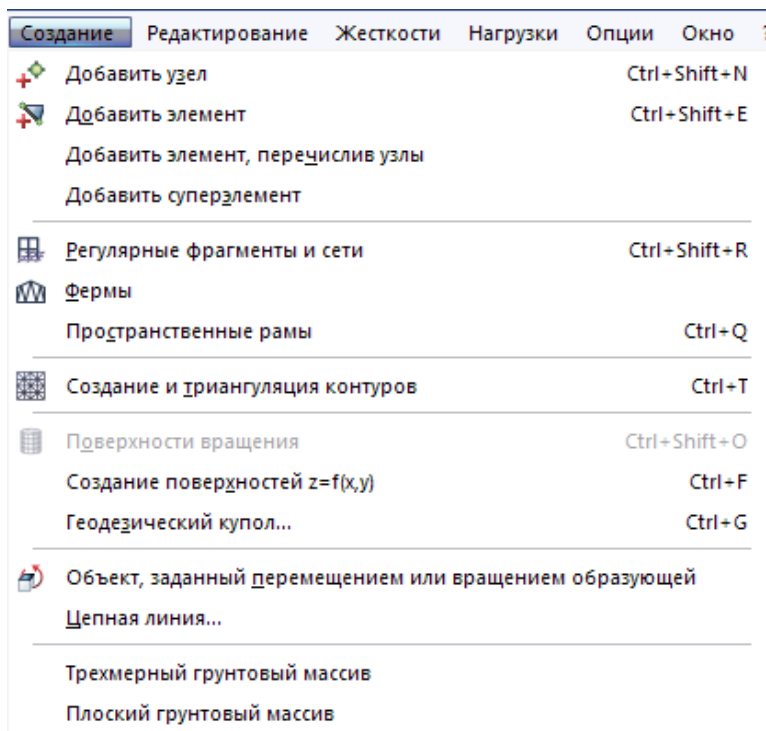 Создание Редактирование Жесткости Нагрузки Опции Окно ?
Добавить узел Ctrl+Shift+N
Добавить элемент Ctrl+Shift+E
Добавить элемент, перечислив узлы
Добавить суперэлемент
Регулярные фрагменты и сети Ctrl+Shift+R
Фермы
Пространственные рамы Ctrl+Q
Создание и триангуляция контуров Ctrl+T
Поверхности вращения Ctrl+Shift+O
Создание поверхностей z=f(x,y) Ctrl+F
Геодезический купол... Ctrl+G
Объект, заданный перемещением или вращением образующей
Цепная линия...
Трехмерный грунтовый массив
Плоский грунтовый массив